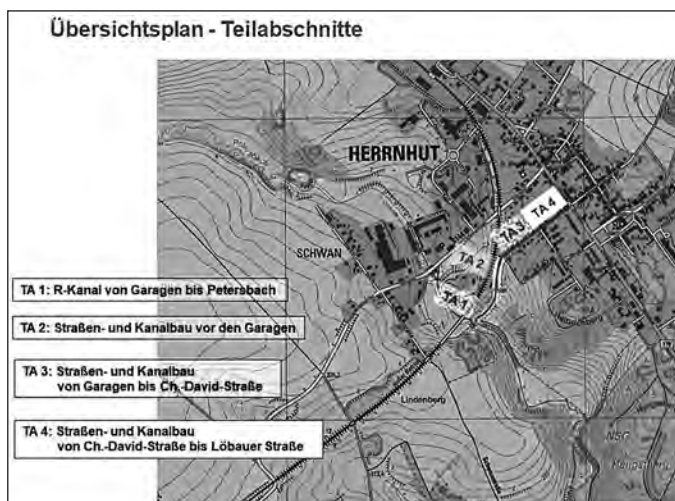 Übersichtsplan - Teilabschnitte
HERRNHUT
SCHWAN
TA 4
TA 3
TA 2
TA 1
TA 1: R-Kanal von Garagen bis Petersbach
TA 2: Straßen- und Kanalbau vor den Garagen
TA 3: Straßen- und Kanalbau
von Garagen bis Ch.-David-Straße
Lindenberg
TA 4: Straßen- und Kanalbau
von Ch.-David-Straße bis Löbauer Straße
NSG